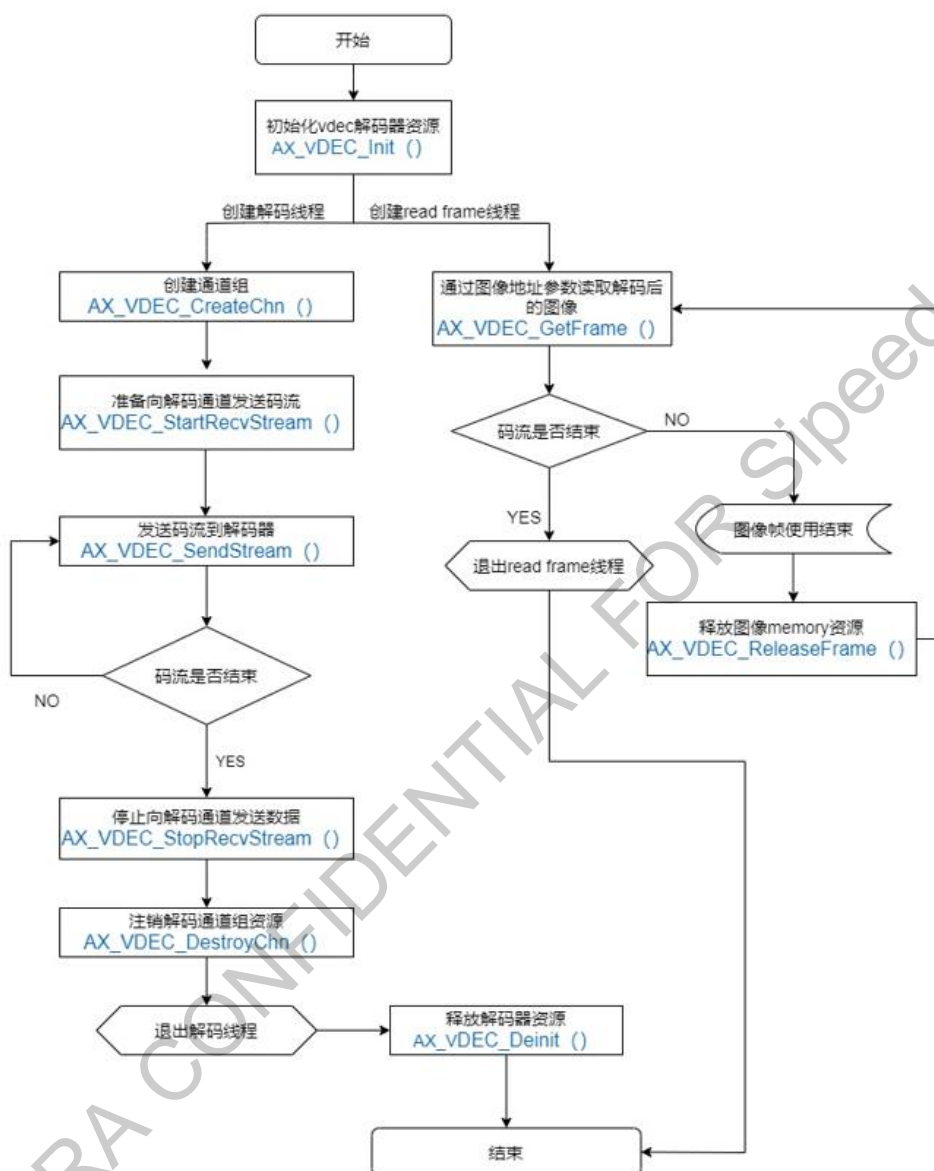 开始
初始化vdec解码器资源
AX_VDEC_Init （）
创建解码线程
创建read frame线程
创建通道组
AX_VDEC_CreateChn （）
准备向解码通道发送码流
AX_VDEC_StartRecvStream （）
发送码流到解码器
AX_VDEC_SendStream （）
码流是否结束
NO
YES
停止向解码通道发送数据
AX_VDEC_StopRecvStream （）
注销解码通道组资源
AX_VDEC_DestroyChn （）
退出解码线程
释放解码器资源
AX_VDEC_Deinit （）
通过图像地址参数读取解码后
的图像
AX_VDEC_GetFrame （）
码流是否结束
NO
YES
图像帧使用结束
释放图像memory资源
AX_VDEC_ReleaseFrame （）
退出read frame线程
结束
RA CONFIDENTIAL FOR Sipeed